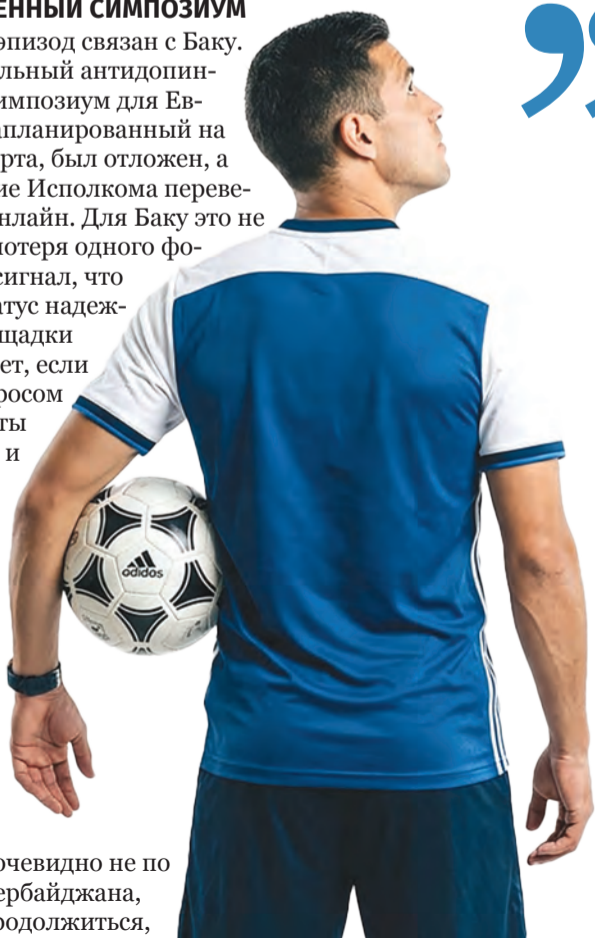 ЕННЫЙ СИМПОЗИУМ
эпизод связан с Баку.
льный антидопин-
импозиум для Ев-
апланированный на
рта, был отложен, а
ие Исполкома переве-
нлайн. Для Баку это не
потеря одного фо-
сигнал, что
атус надеж-
щадки
ет, если
росом
ты
и
adidas
очевидно не по
ербайджана,
родолжиться,